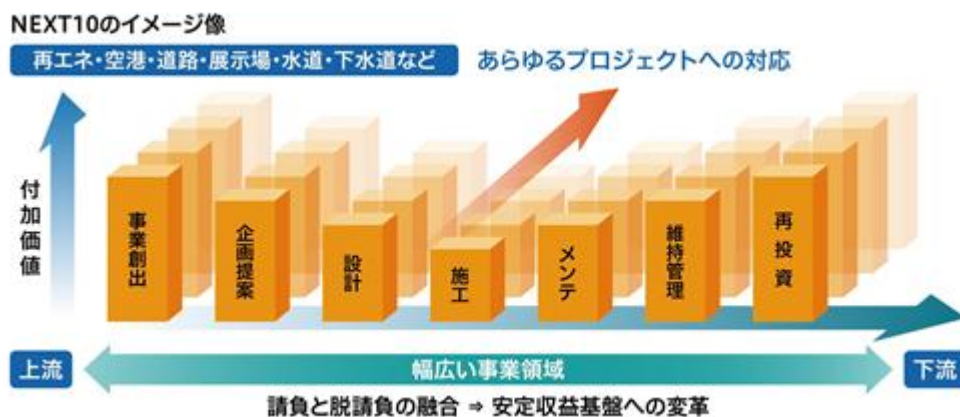 NEXT10のイメージ像
再エネ・空港・道路・展示場・水道・下水道など
あらゆるプロジェクトへの対応
付加価値
事業創出
企画提案
設計
施工
メンテ
維持管理
再投資
上流
幅広い事業領域
下流
請負と脱請負の融合 ⇒ 安定収益基盤への変革